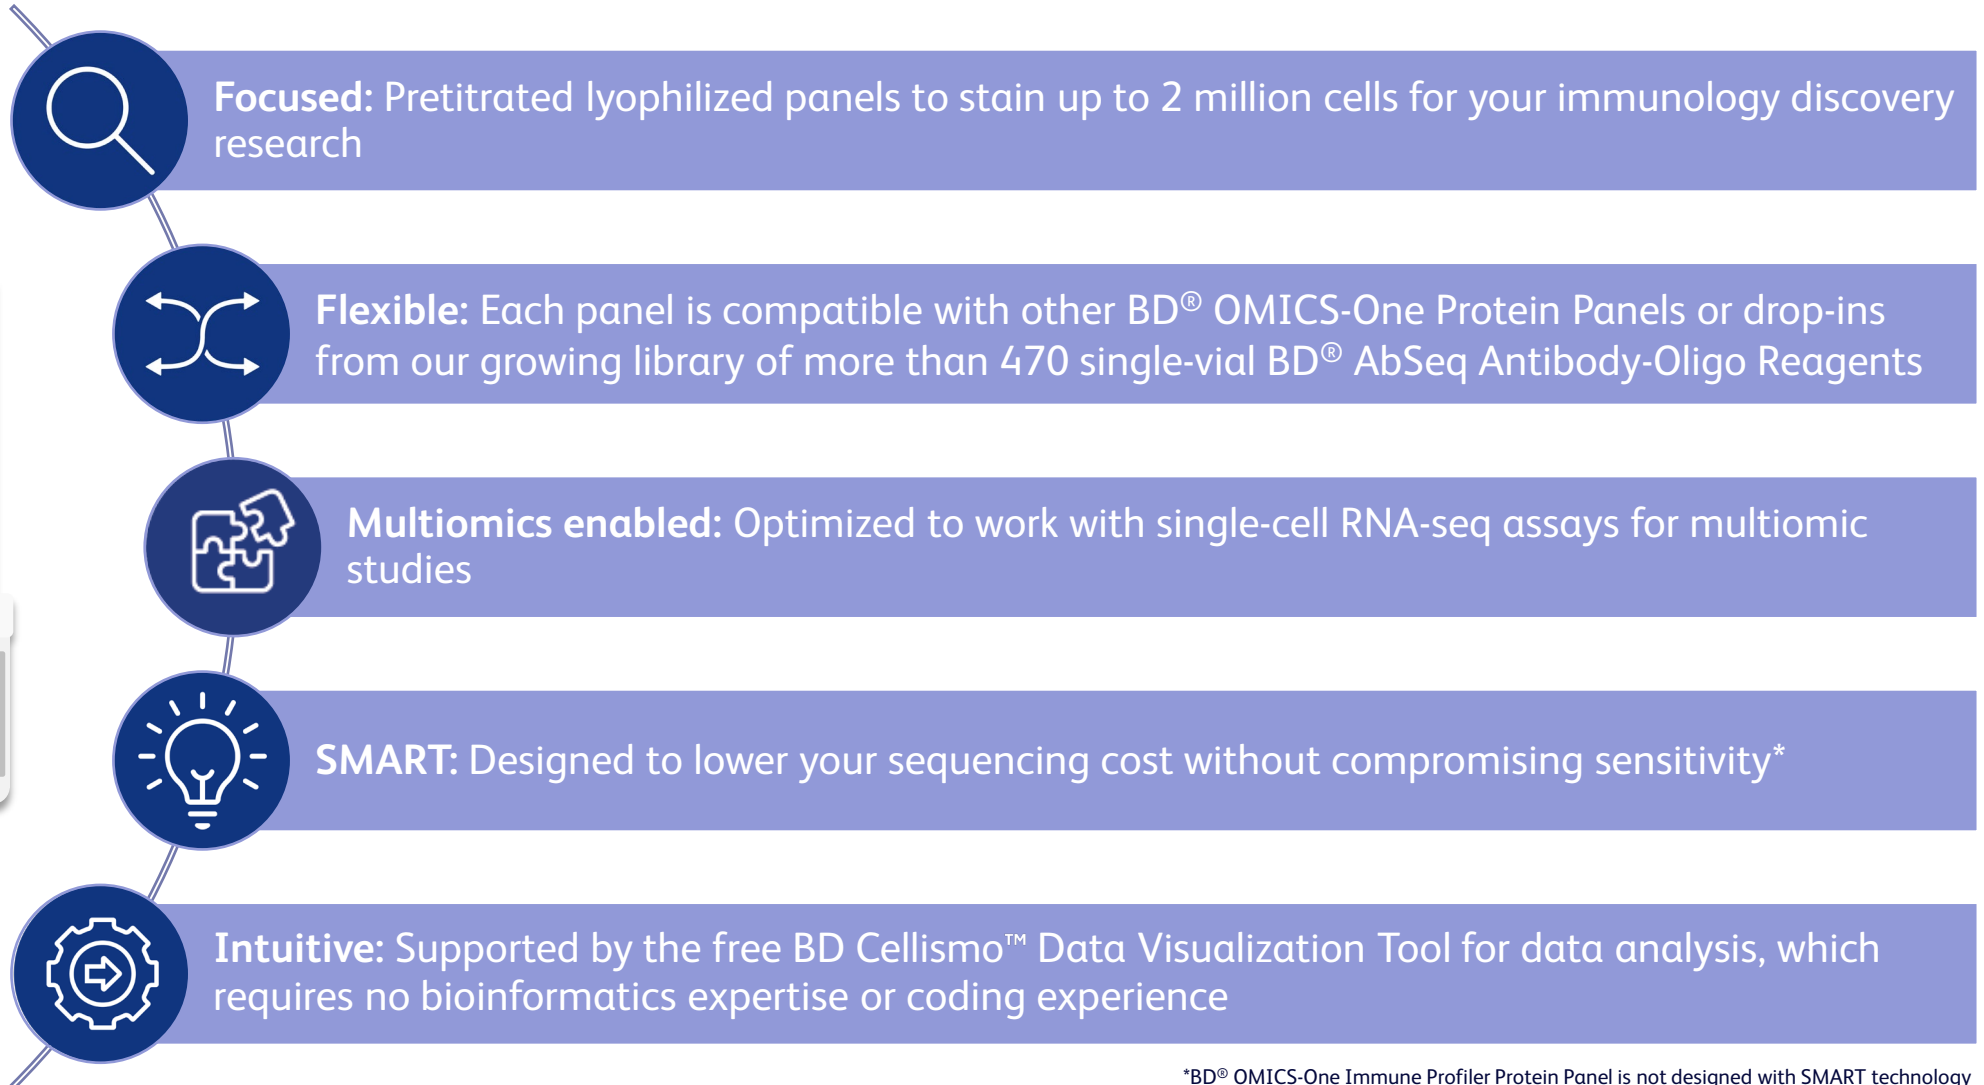 Focused: Pretitrated lyophilized panels to stain up to 2 million cells for your immunology discovery
research
Flexible: Each panel is compatible with other BD® OMICS-One Protein Panels or drop-ins
from our growing library of more than 470 single-vial BD® AbSeq Antibody-Oligo Reagents
Multiomics enabled: Optimized to work with single-cell RNA-seq assays for multiomic
studies
SMART: Designed to lower your sequencing cost without compromising sensitivity*
Intuitive: Supported by the free BD Cellismo™ Data Visualization Tool for data analysis, which
requires no bioinformatics expertise or coding experience
*BD® OMICS-One Immune Profiler Protein Panel is not designed with SMART technology